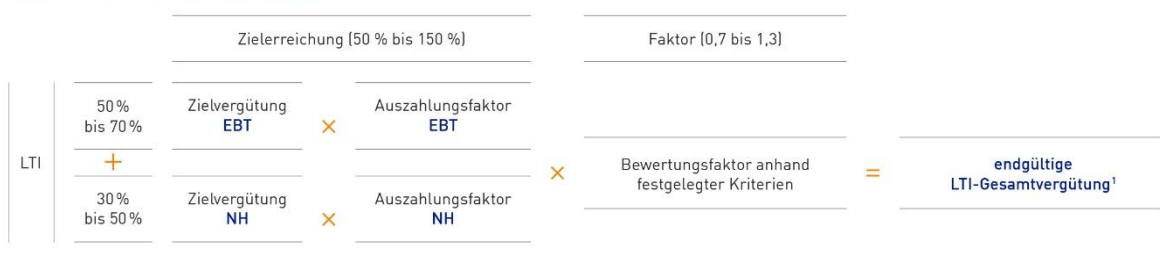 Zielerreichung (50 % bis 150 %)
Faktor (0,7 bis 1,3)
LTI
50 %
bis 70 %
Zielvergütung
EBT
×
Auszahlungsfaktor
EBT
+
30 %
bis 50 %
Zielvergütung
NH
×
Auszahlungsfaktor
NH
×
Bewertungsfaktor anhand
festgelegter Kriterien
=
endgültige
LTI-Gesamtvergütung¹